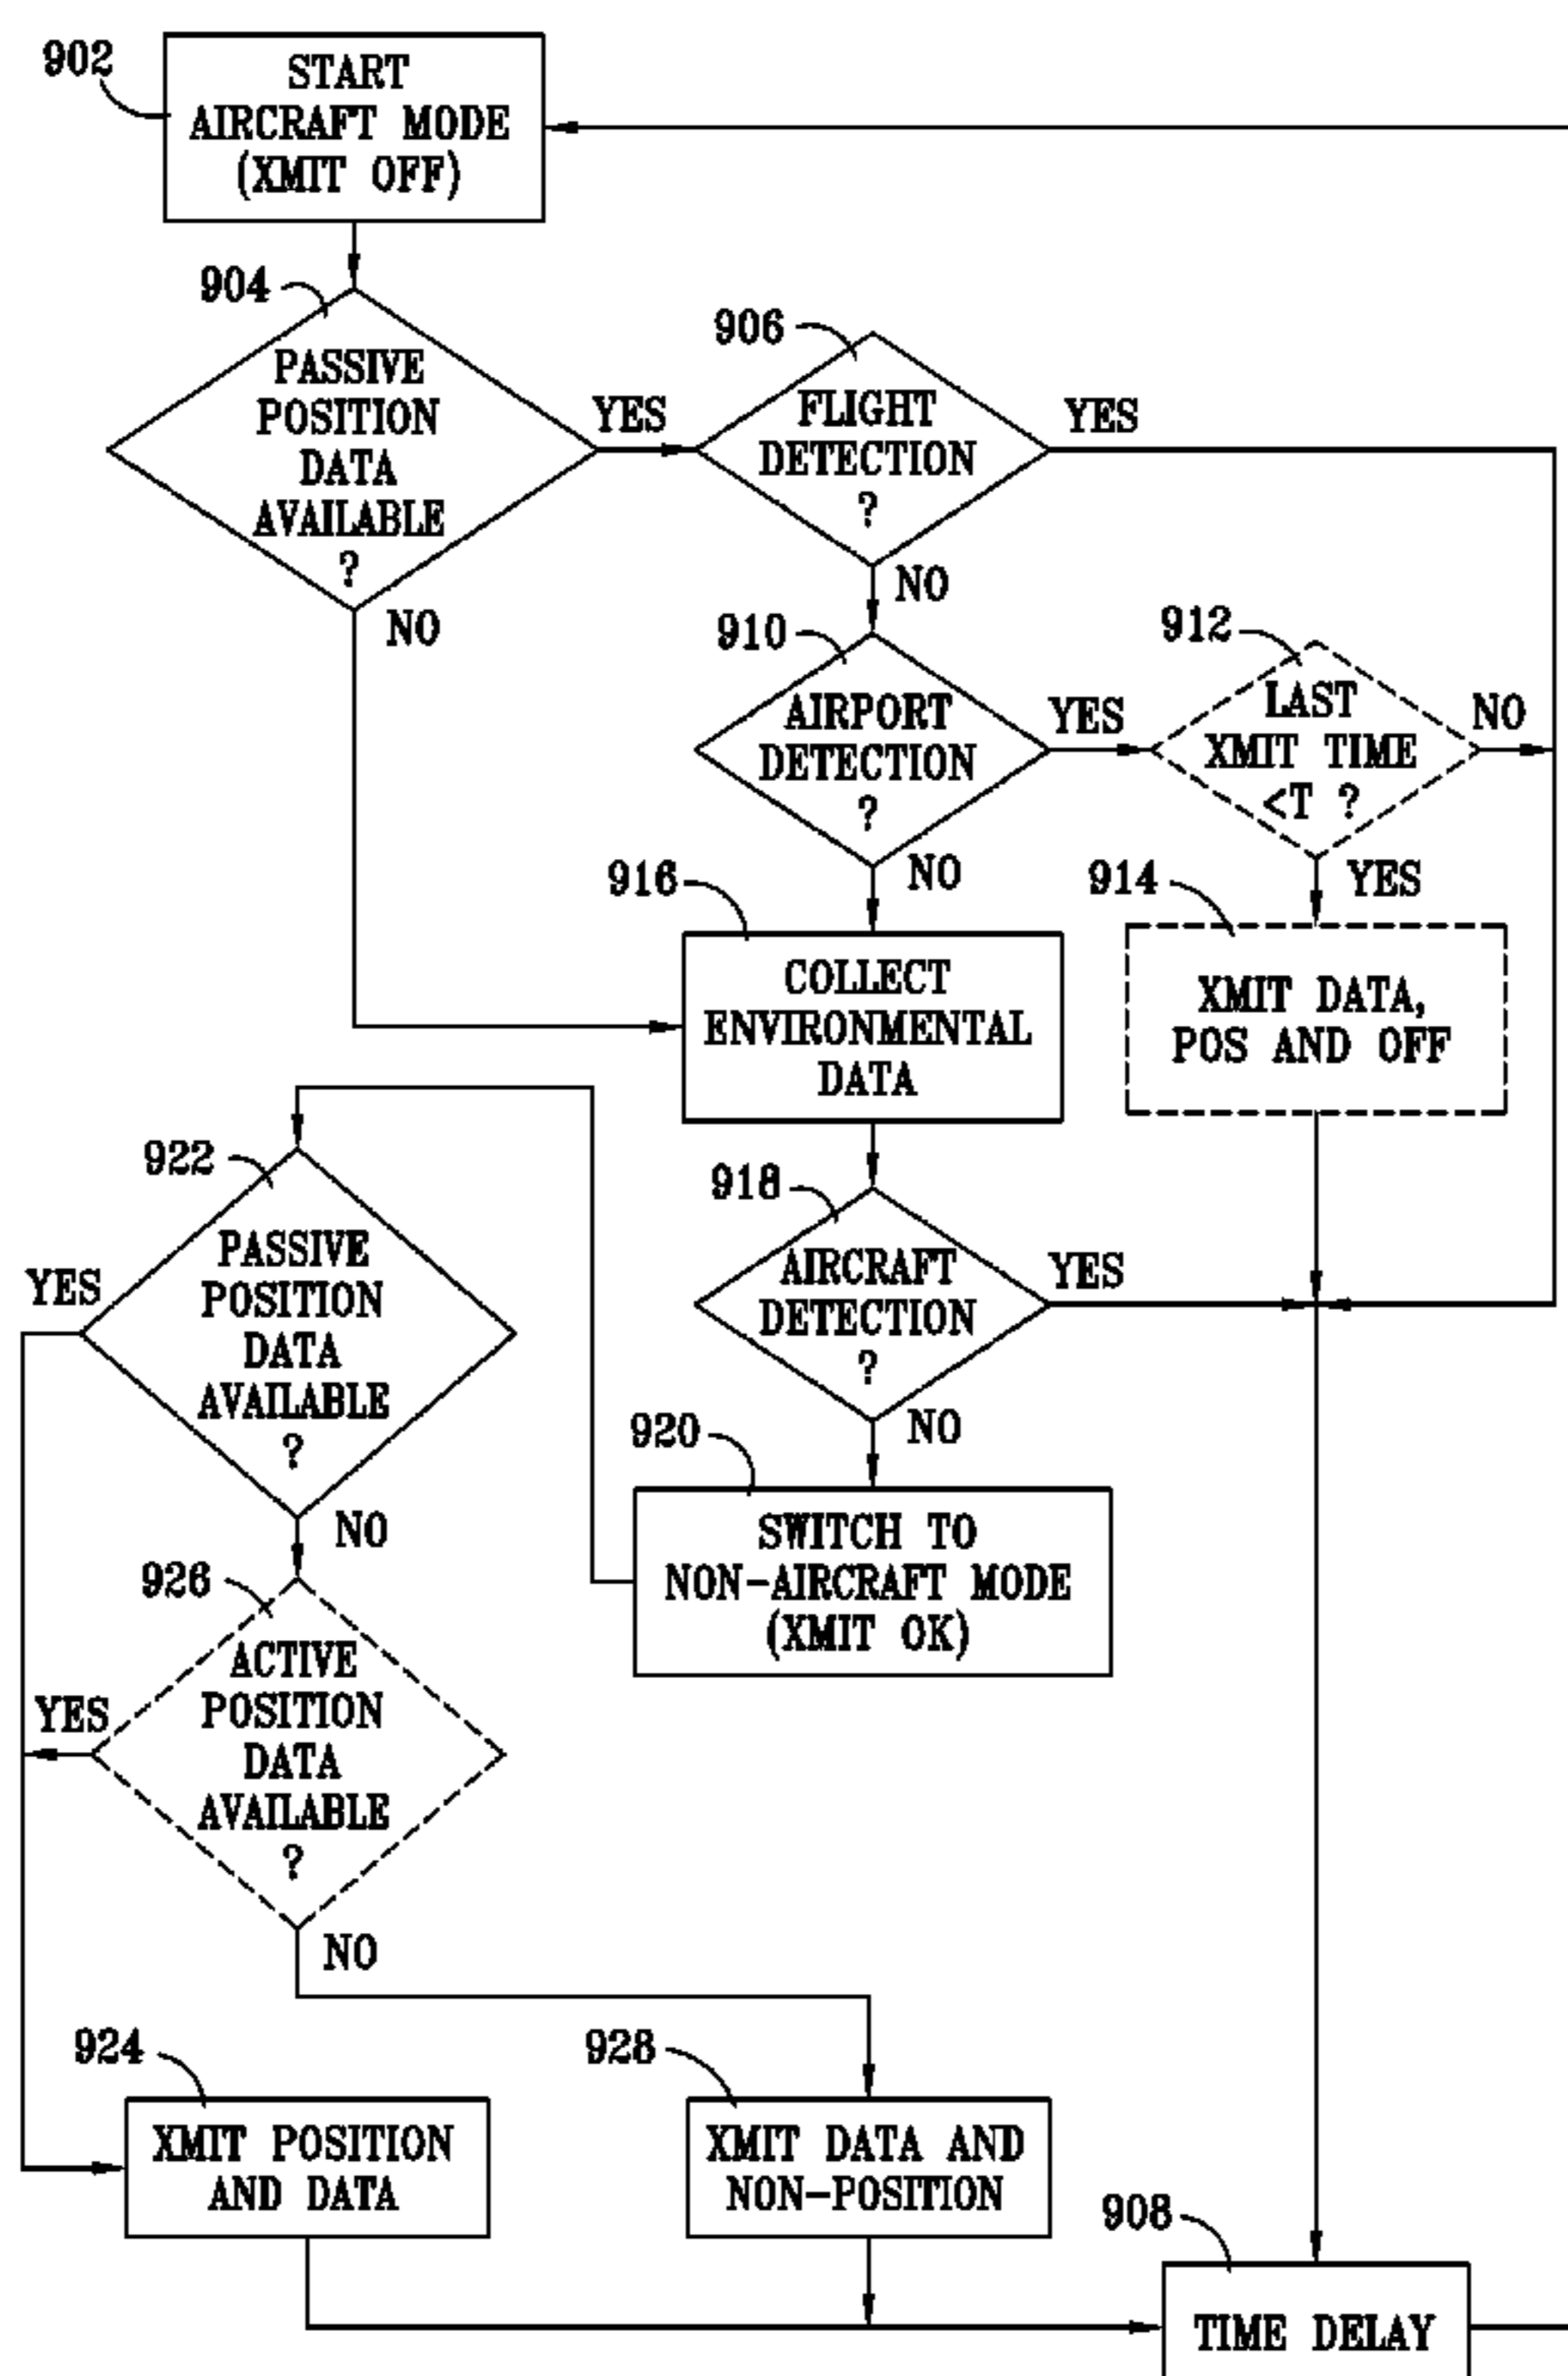 902
START
AIRCRAFT MODE
(XMIT OFF)
904
PASSIVE
POSITION
DATA
AVAILABLE
?
YES
NO
906
FLIGHT
DETECTION
?
YES
NO
910
AIRPORT
DETECTION
?
YES
NO
912
LAST
XMIT TIME
<T ?
NO
YES
914
XMIT DATA,
POS AND OFF
916
COLLECT
ENVIRONMENTAL
DATA
918
AIRCRAFT
DETECTION
?
YES
NO
920
SWITCH TO
NON-AIRCRAFT MODE
(XMIT OK)
922
PASSIVE
POSITION
DATA
AVAILABLE
?
YES
NO
926
ACTIVE
POSITION
DATA
AVAILABLE
?
YES
NO
924
XMIT POSITION
AND DATA
928
XMIT DATA AND
NON-POSITION
908
TIME DELAY